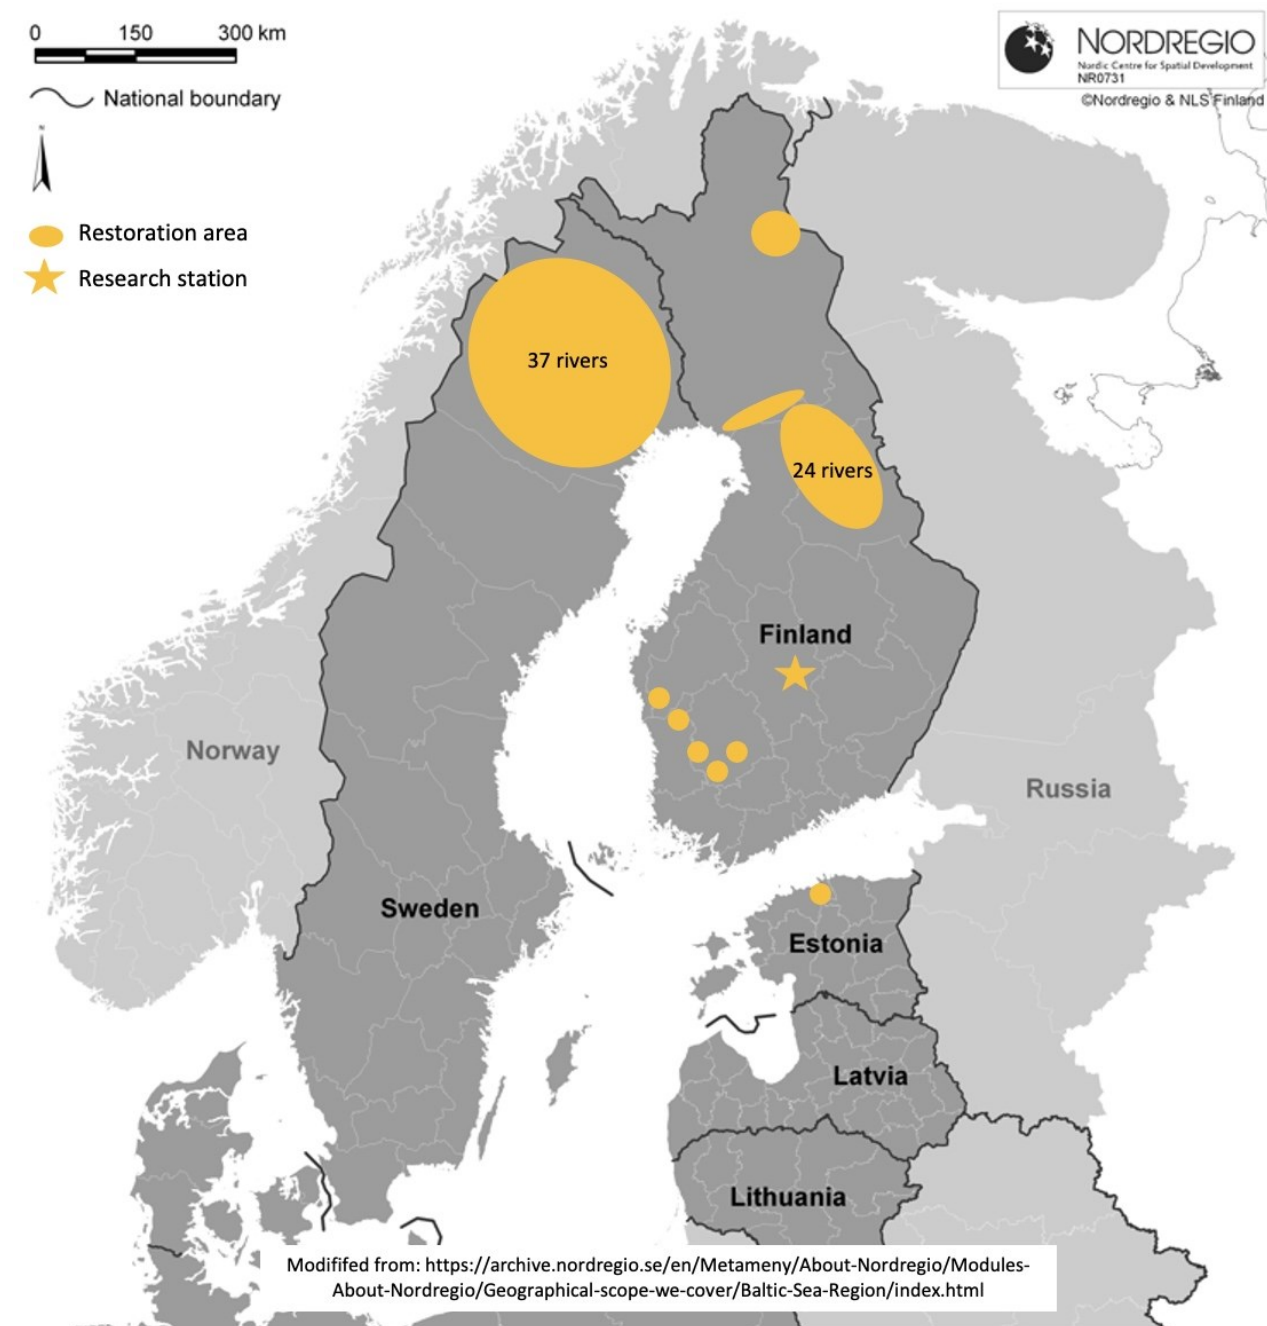 0 150 300 km
National boundary
N
Restoration area
Research station
NORDREGIO
Nordic Centre for Spatial Development
NR0731
©Nordregio & NLS Finland
37 rivers
24 rivers
Finland
Norway
Russia
Sweden
Estonia
Latvia
Lithuania
Modififed from: https://archive.nordregio.se/en/Metameny/About-Nordregio/Modules-
About-Nordregio/Geographical-scope-we-cover/Baltic-Sea-Region/index.html